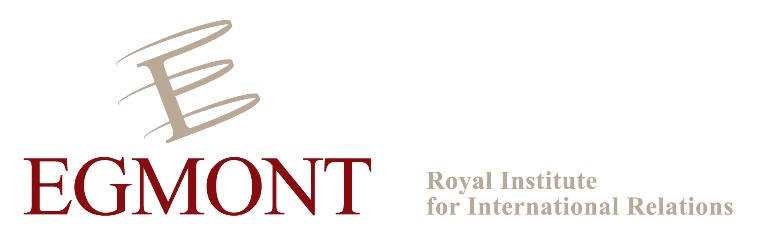 E
EGMONT
Royal Institute
for International Relations